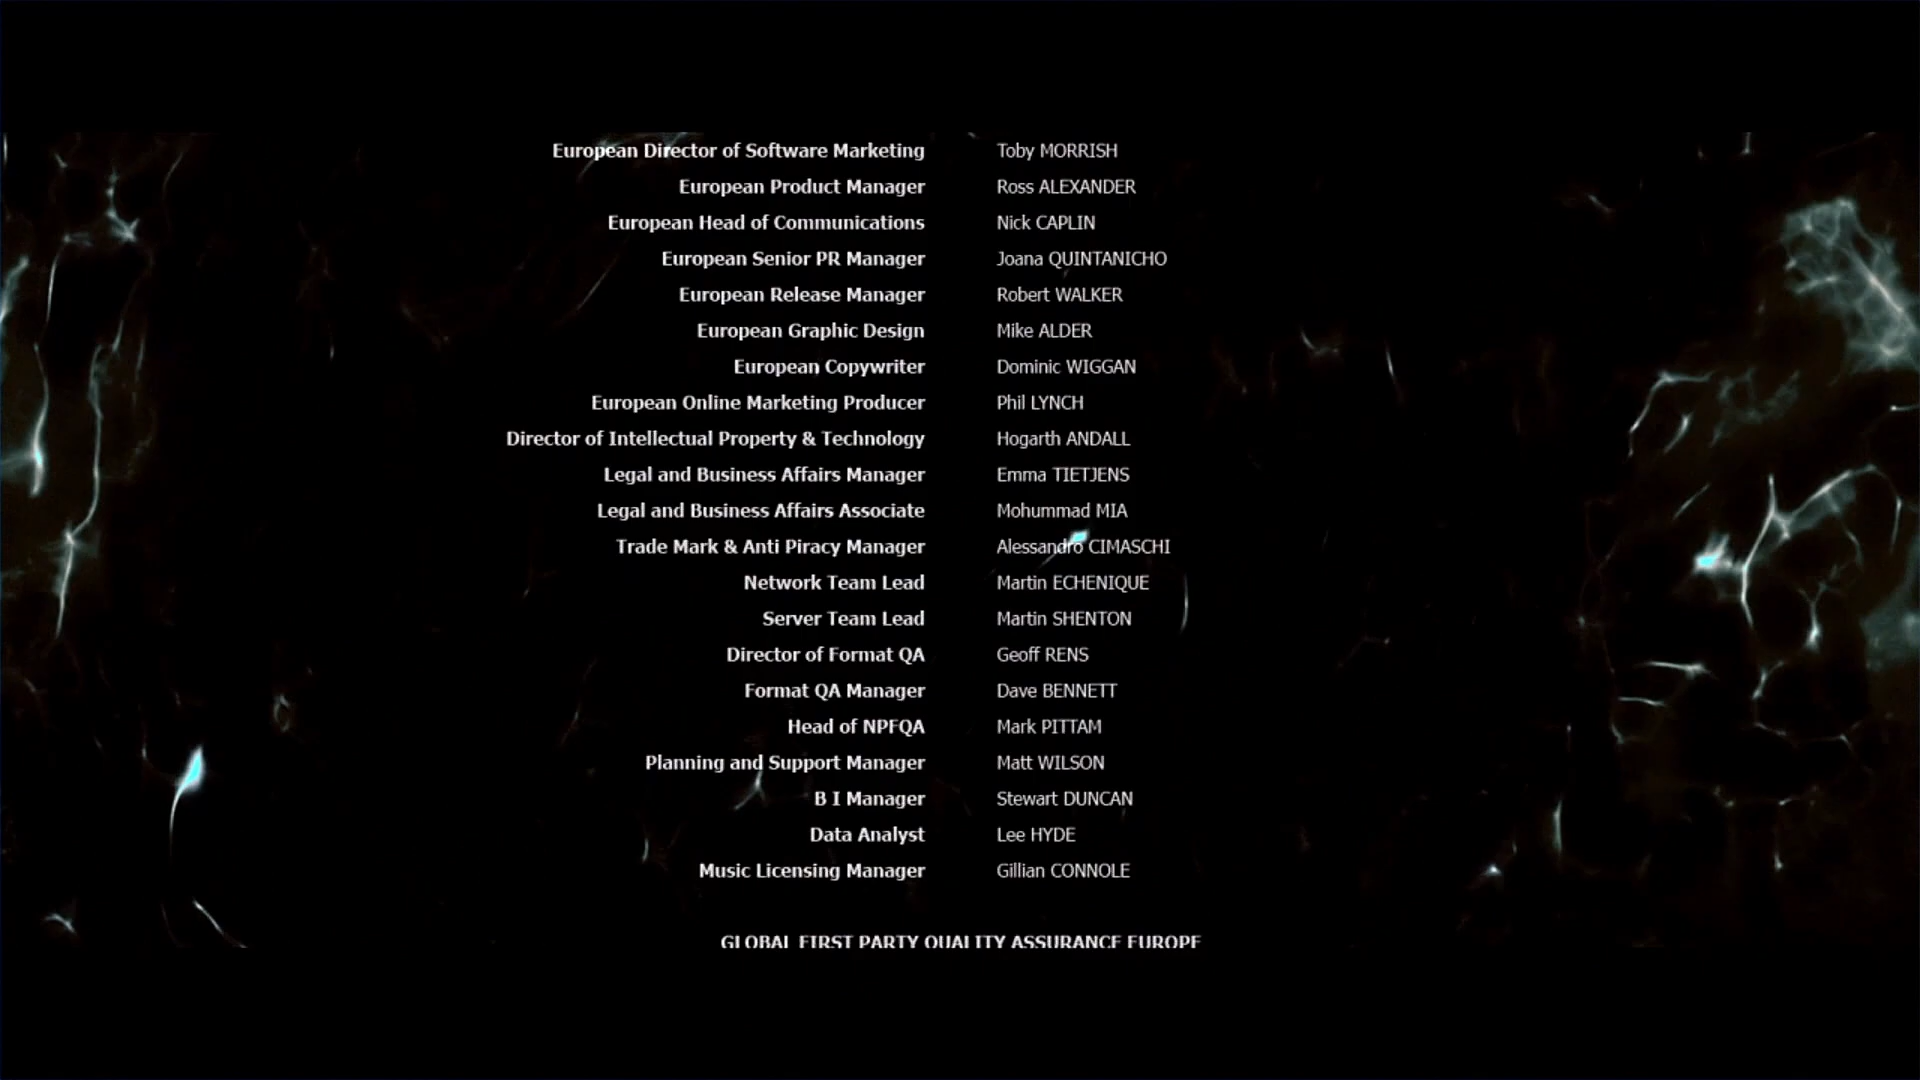 European Director of Software Marketing Toby MORRISH
European Product Manager Ross ALEXANDER
European Head of Communications Nick CAPLIN
European Senior PR Manager Joana QUINTANICHO
European Release Manager Robert WALKER
European Graphic Design Mike ALDER
European Copywriter Dominic WIGGAN
European Online Marketing Producer Phil LYNCH
Director of Intellectual Property & Technology Hogarth ANDALL
Legal and Business Affairs Manager Emma TIETJENS
Legal and Business Affairs Associate Mohummad MIA
Trade Mark & Anti Piracy Manager Alessandro CIMASCHI
Network Team Lead Martin ECHENIQUE
Server Team Lead Martin SHENTON
Director of Format QA Geoff RENS
Format QA Manager Dave BENNETT
Head of NPFQA Mark PITTAM
Planning and Support Manager Matt WILSON
B I Manager Stewart DUNCAN
Data Analyst Lee HYDE
Music Licensing Manager Gillian CONNOLE
GLOBAL FIRST PARTY QUALITY ASSURANCE EUROPE